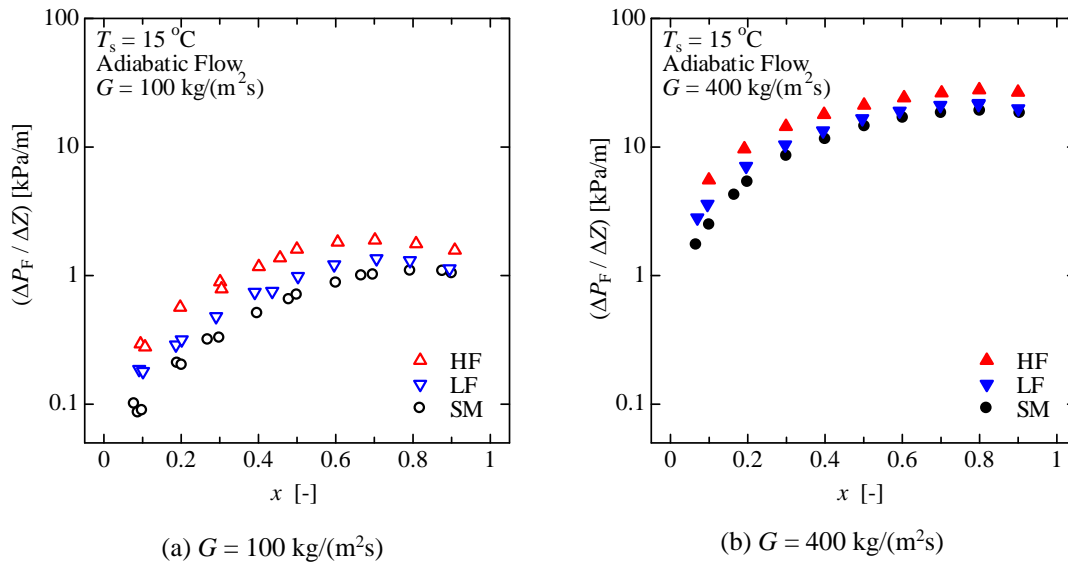 100
10
1
0.1
(ΔP_F / ΔZ) [kPa/m]
T_s = 15 °C
Adiabatic Flow
G = 100 kg/(m²s)
HF
LF
SM
0 0.2 0.4 0.6 0.8 1
x [-]
(a) G = 100 kg/(m²s)
100
10
1
0.1
(ΔP_F / ΔZ) [kPa/m]
T_s = 15 °C
Adiabatic Flow
G = 400 kg/(m²s)
HF
LF
SM
0 0.2 0.4 0.6 0.8 1
x [-]
(b) G = 400 kg/(m²s)